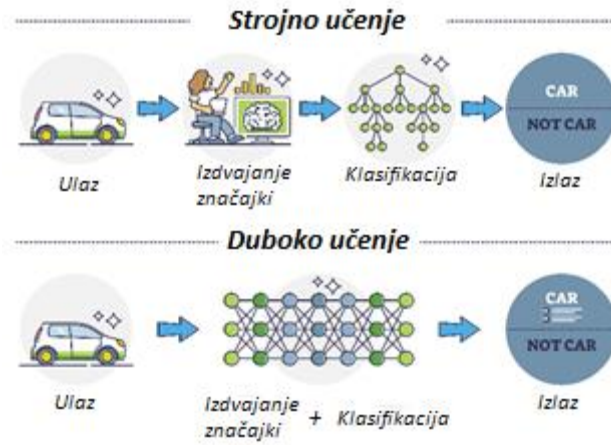 Strojno učenje
CAR
NOT CAR
Ulaz
Izdvajanje
značajki
Klasifikacija
Izlaz
Duboko učenje
CAR
NOT CAR
Ulaz
Izdvajanje
značajki + Klasifikacija
Izlaz